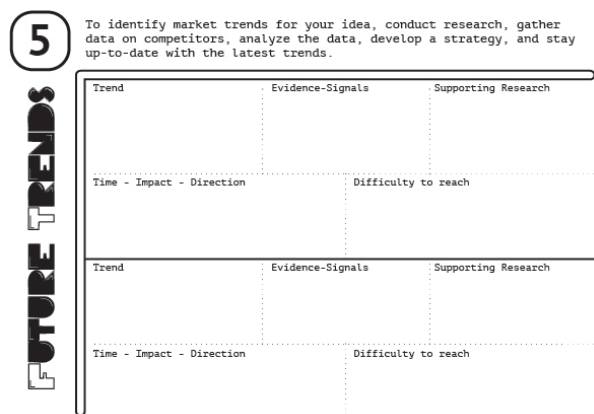 5
To identify market trends for your idea, conduct research, gather
data on competitors, analyze the data, develop a strategy, and stay
up-to-date with the latest trends.
FUTURE TRENDS
Trend
Evidence-Signals
Supporting Research
Time - Impact - Direction
Difficulty to reach
Trend
Evidence-Signals
Supporting Research
Time - Impact - Direction
Difficulty to reach